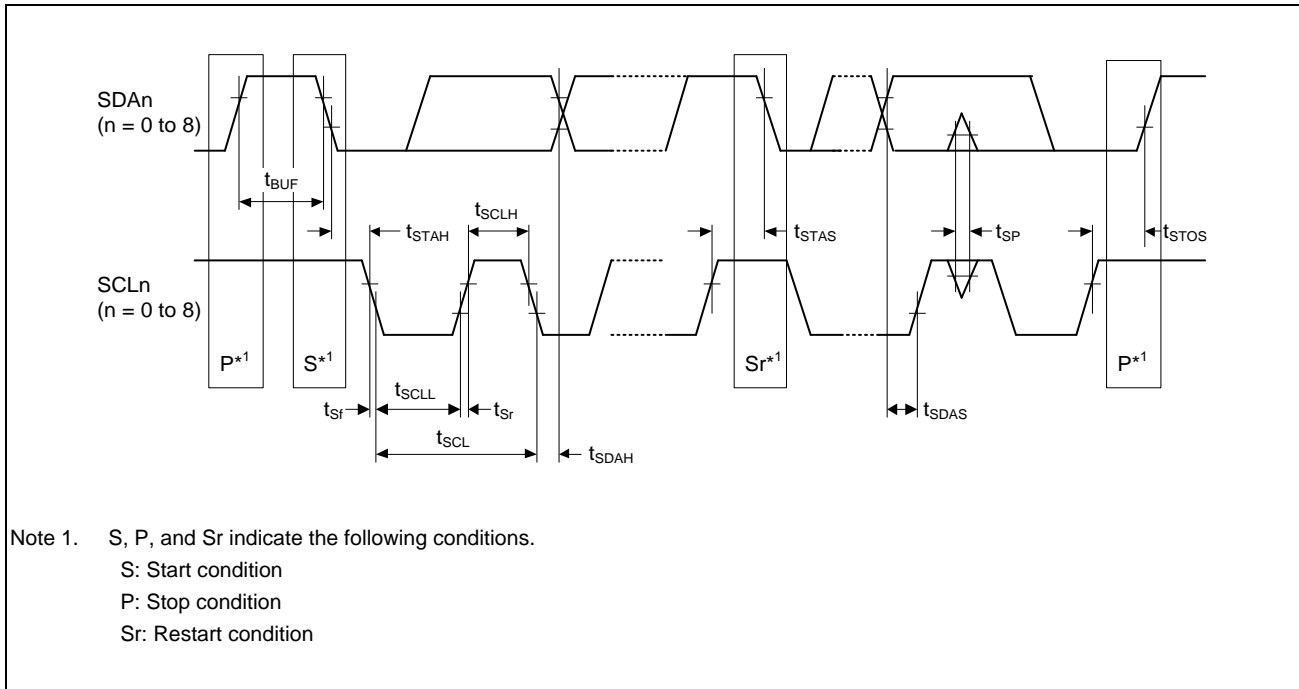 SDAn
(n = 0 to 8)
tBUF
tSCLH
tSTAH
tSTAS
tSP
tSTOS
SCLn
(n = 0 to 8)
P*1
S*1
Sr*1
P*1
tSCLL
tSf
tSr
tSDAS
tSCL
tSDAH
Note 1. S, P, and Sr indicate the following conditions.
S: Start condition
P: Stop condition
Sr: Restart condition